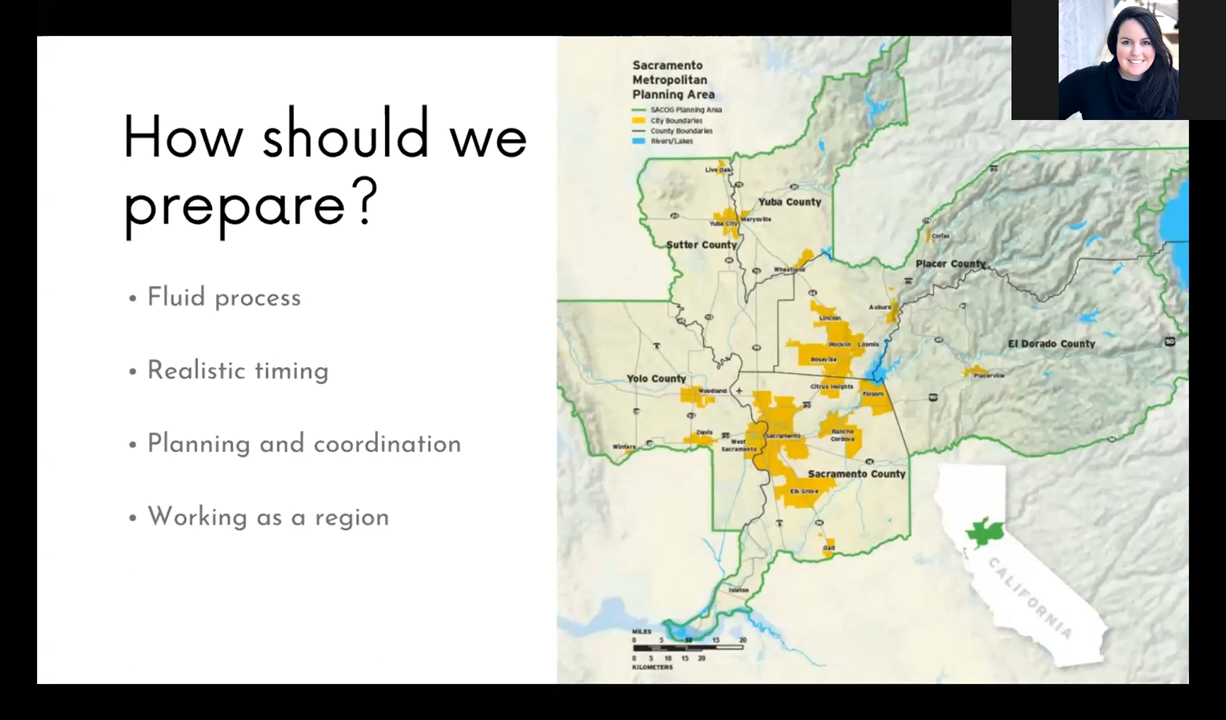 How should we
prepare?
• Fluid process
• Realistic timing
• Planning and coordination
• Working as a region
Sacramento
Metropolitan
Planning Area
SACOG Planning Area
City Boundaries
County Boundaries
Rivers/Lakes
Live Oak
Yuba County
Yuba City
Marysville
Sutter County
Colfax
Placer County
Wheatland
Auburn
Lincoln
Rocklin
Loomis
Roseville
El Dorado County
Yolo County
Citrus Heights
Placerville
Woodland
Folsom
50
50
Davis
West
Sacramento
Sacramento
Rancho
Cordova
Winters
Sacramento County
Elk Grove
Galt
Isleton
CALIFORNIA
MILES
0 5 10 15 20
0 5 10 15 20
KILOMETERS